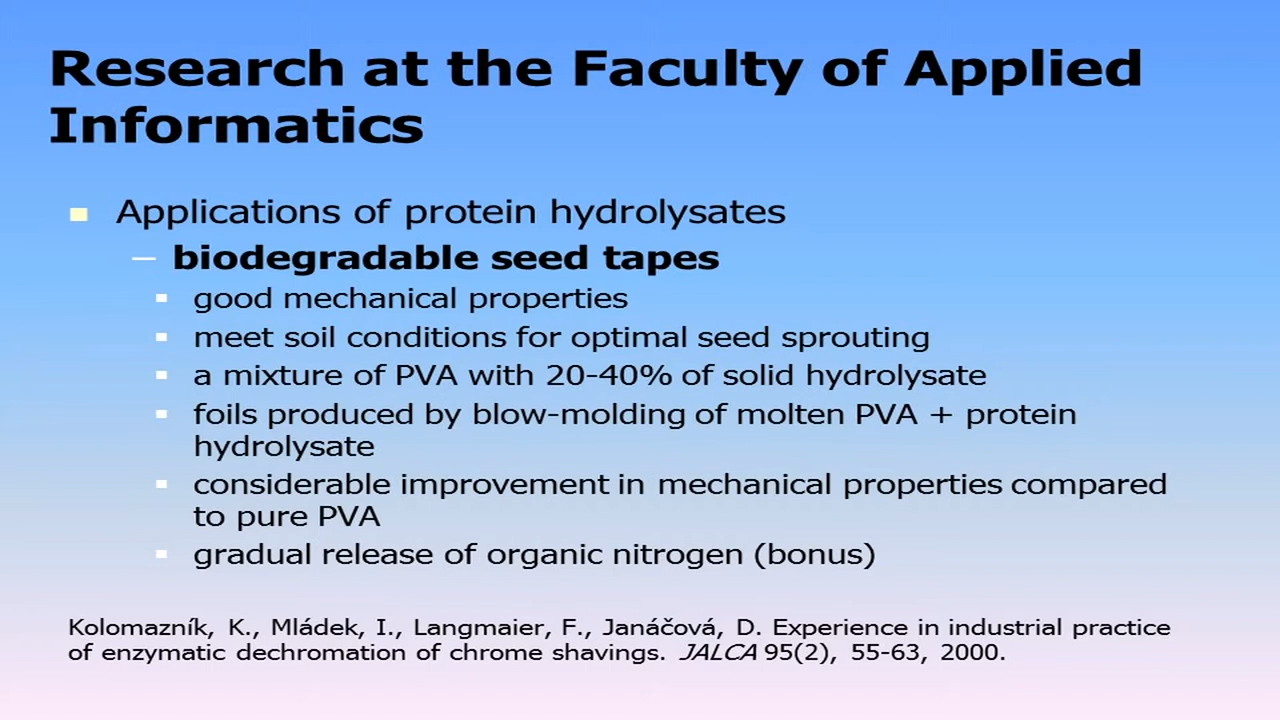 Research at the Faculty of Applied
Informatics
Applications of protein hydrolysates
– biodegradable seed tapes
good mechanical properties
meet soil conditions for optimal seed sprouting
a mixture of PVA with 20-40% of solid hydrolysate
foils produced by blow-molding of molten PVA + protein
hydrolysate
considerable improvement in mechanical properties compared
to pure PVA
gradual release of organic nitrogen (bonus)
Kolomazník, K., Mládek, I., Langmaier, F., Janáčová, D. Experience in industrial practice
of enzymatic dechromation of chrome shavings. JALCA 95(2), 55-63, 2000.